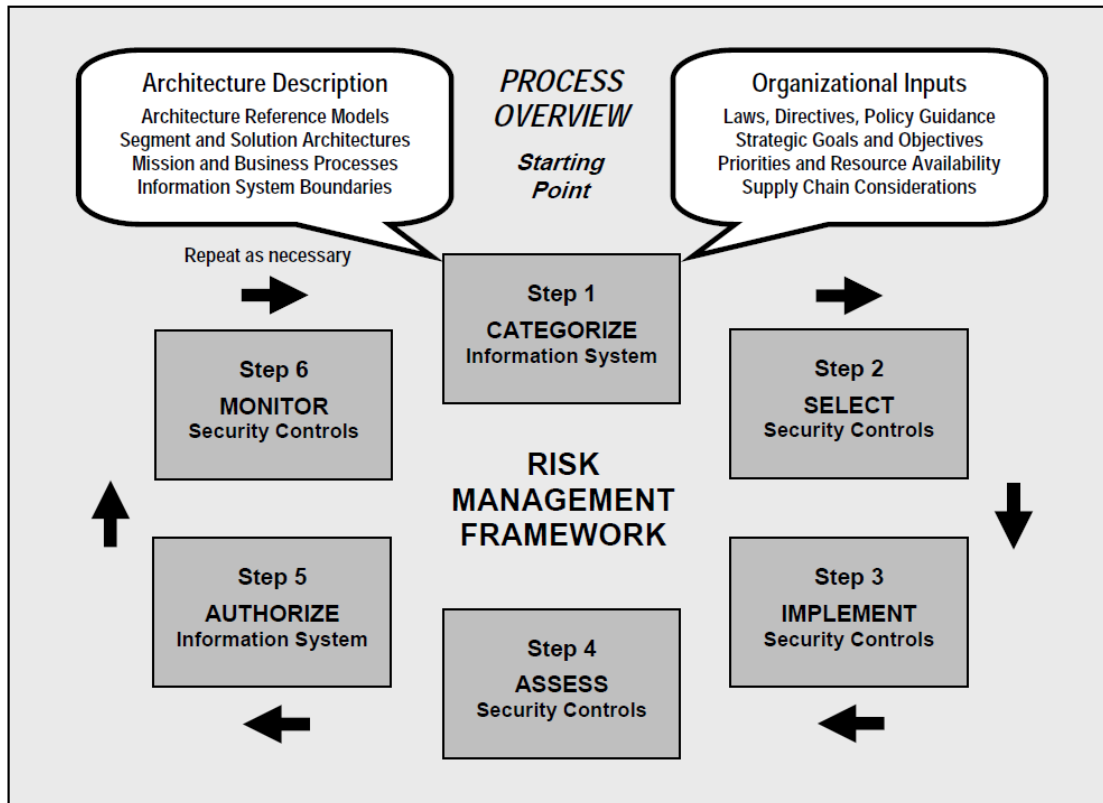 Architecture Description
Architecture Reference Models
Segment and Solution Architectures
Mission and Business Processes
Information System Boundaries
PROCESS
OVERVIEW
Starting
Point
Organizational Inputs
Laws, Directives, Policy Guidance
Strategic Goals and Objectives
Priorities and Resource Availability
Supply Chain Considerations
Repeat as necessary
Step 1
CATEGORIZE
Information System
Step 2
SELECT
Security Controls
Step 3
IMPLEMENT
Security Controls
Step 4
ASSESS
Security Controls
Step 5
AUTHORIZE
Information System
Step 6
MONITOR
Security Controls
RISK
MANAGEMENT
FRAMEWORK